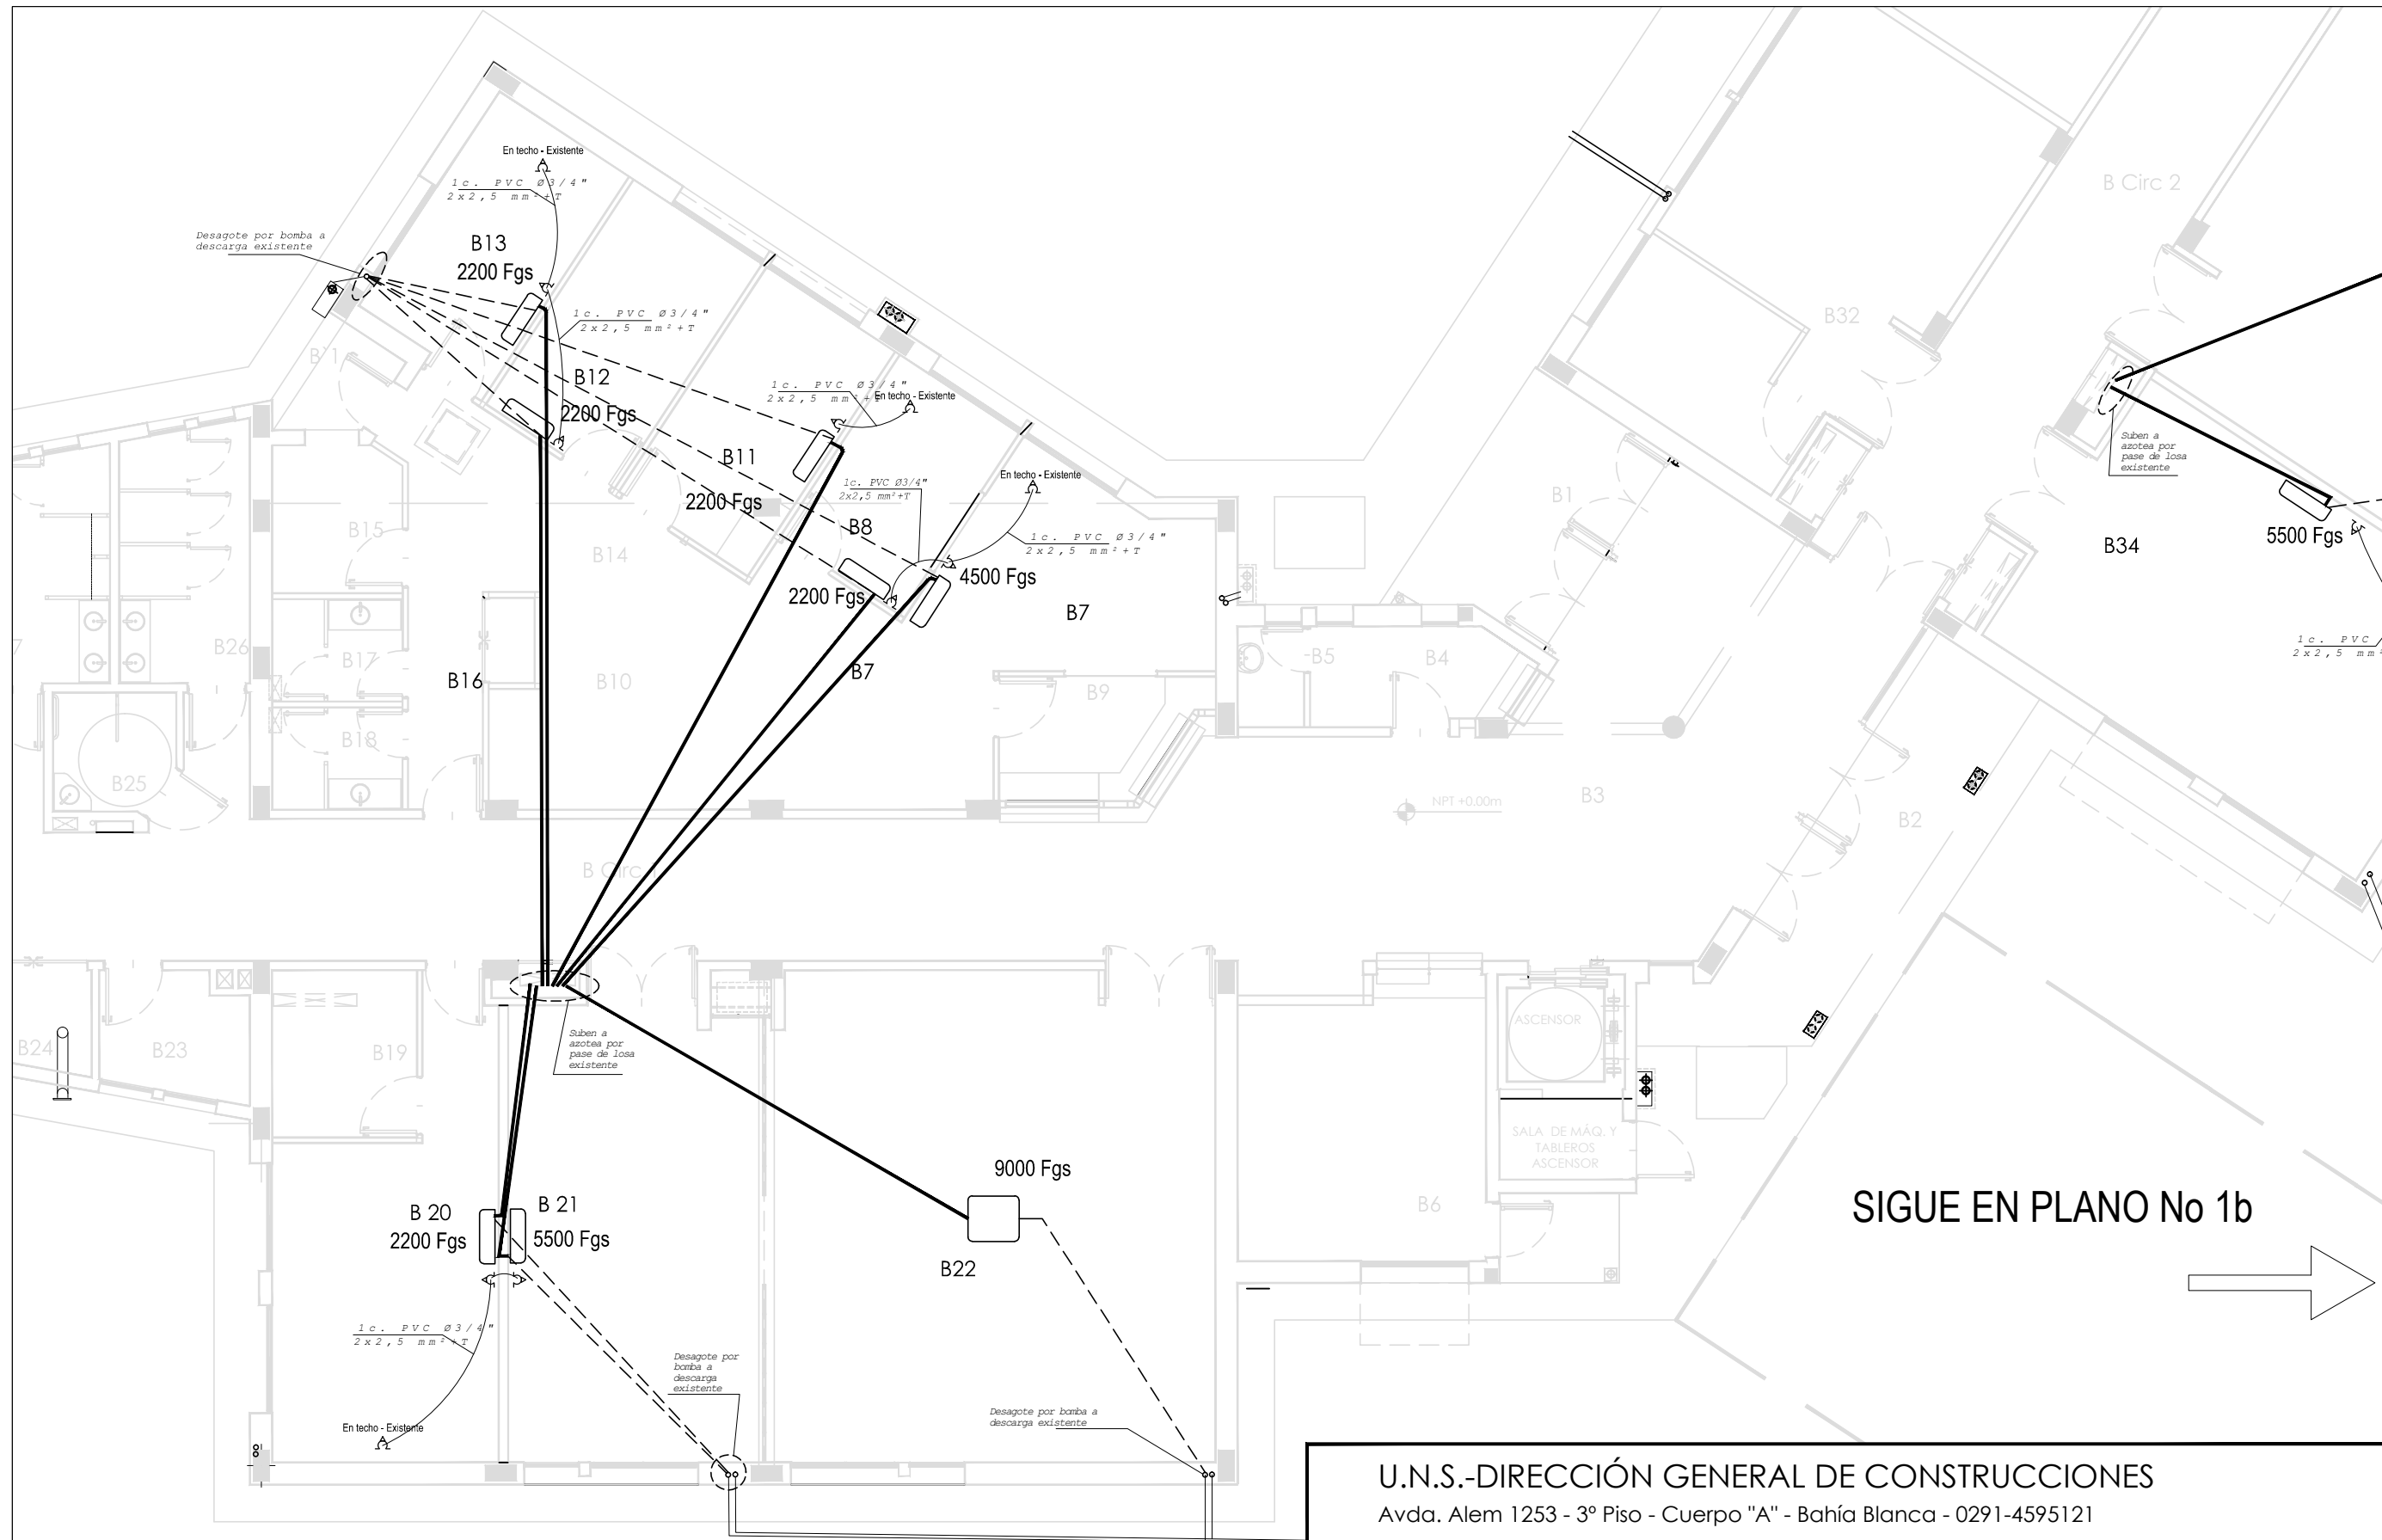 En techo - Existente
1c. PVC Ø3/4"
2x2,5 mm²+T
Desagote por bomba a
descarga existente
B13
2200 Fgs
1c. PVC Ø3/4"
2x2,5 mm²+T
B12
2200 Fgs
1c. PVC Ø3/4"
2x2,5 mm²+T
En techo - Existente
B11
2200 Fgs
1c. PVC Ø3/4"
2x2,5 mm²+T
En techo - Existente
B8
2200 Fgs
1c. PVC Ø3/4"
2x2,5 mm²+T
4500 Fgs
B7
B7
B16
B15
B14
B26
B17
B10
B18
B25
B9
B5
B4
B1
B32
B Circ 2
Suben a
azotea por
pase de losa
existente
B34
5500 Fgs
1c. PVC
2x2,5 mm²
NPT +0.00m
B3
B2
B Circ
B24
B23
B19
Suben a
azotea por
pase de losa
existente
ASCENSOR
SALA DE MÁQ. Y
TABLEROS
ASCENSOR
B6
9000 Fgs
B22
B 20
2200 Fgs
B 21
5500 Fgs
1c. PVC Ø3/4"
2x2,5 mm²+T
En techo - Existente
Desagote por
bomba a
descarga
existente
Desagote por bomba a
descarga existente
SIGUE EN PLANO No 1b
U.N.S.-DIRECCIÓN GENERAL DE CONSTRUCCIONES
Avda. Alem 1253 - 3º Piso - Cuerpo "A" - Bahía Blanca - 0291-4595121